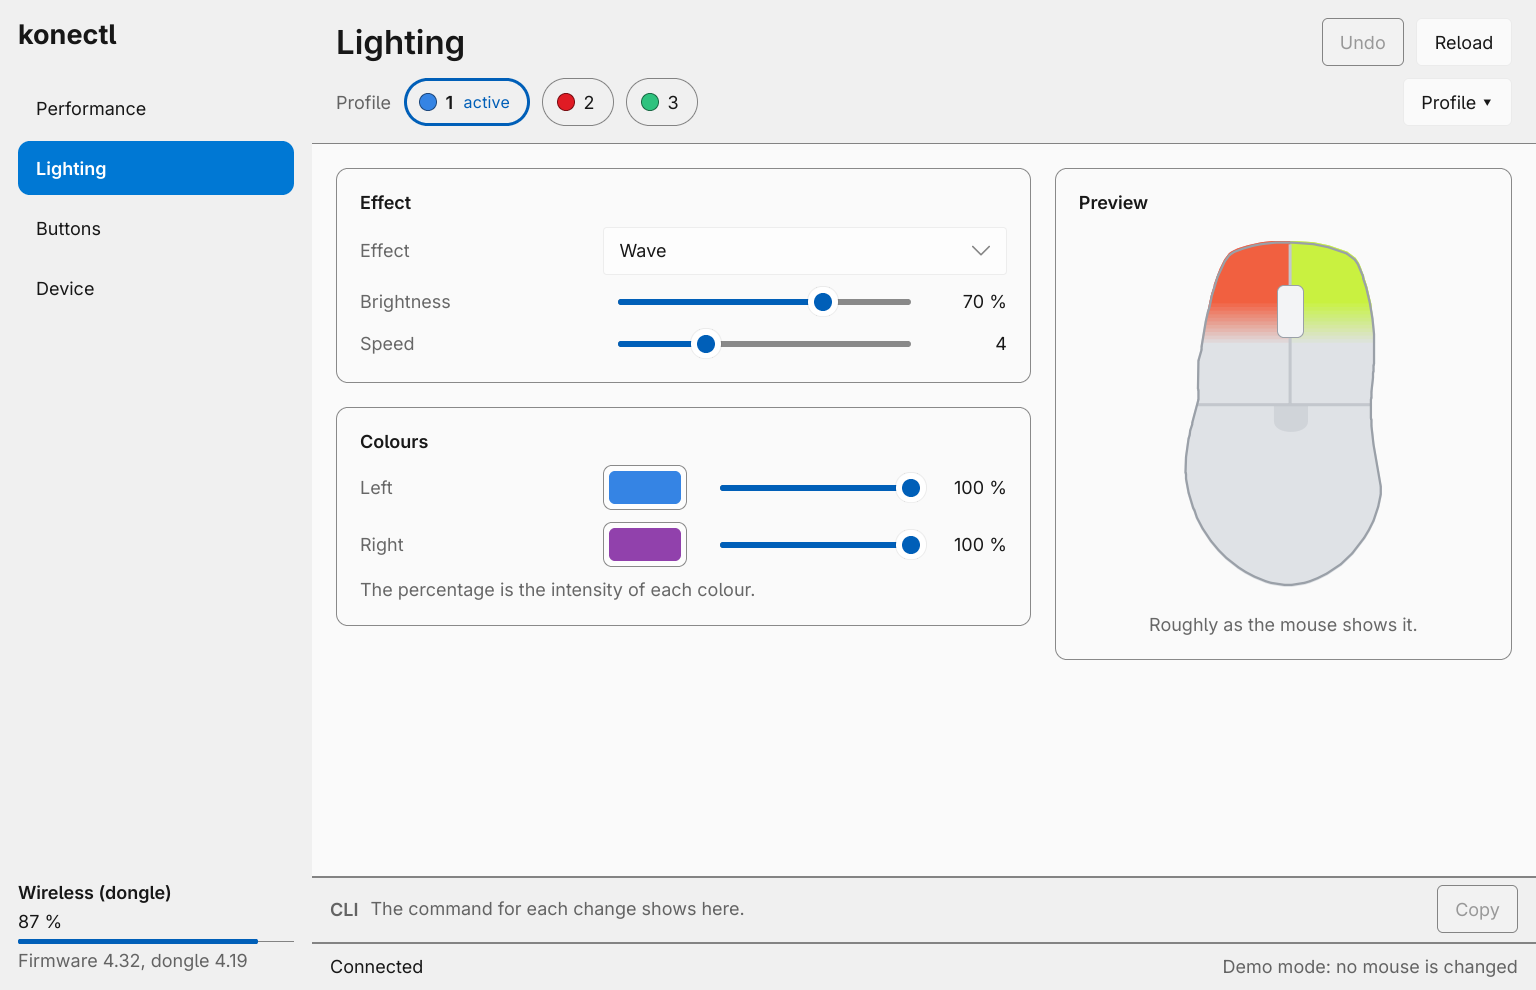 konectl
Performance
Lighting
Buttons
Device
Wireless (dongle)
87 %
Firmware 4.32, dongle 4.19
Lighting
Undo
Reload
Profile
1 active
2
3
Profile ▾
Effect
Effect
Wave
Brightness
70 %
Speed
4
Colours
Left
100 %
Right
100 %
The percentage is the intensity of each colour.
Preview
Roughly as the mouse shows it.
CLI The command for each change shows here.
Copy
Connected
Demo mode: no mouse is changed